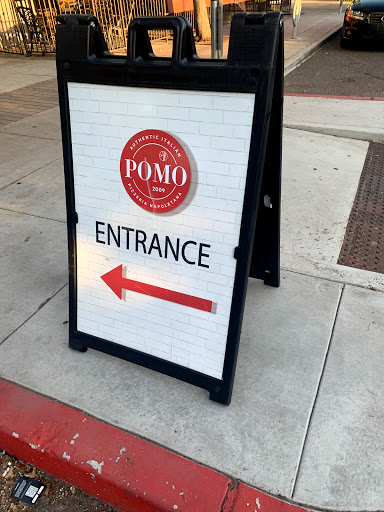 AUTHENTIC ITALIAN
POMO
2009
PIZZERIA NAPOLETANA
ENTRANCE